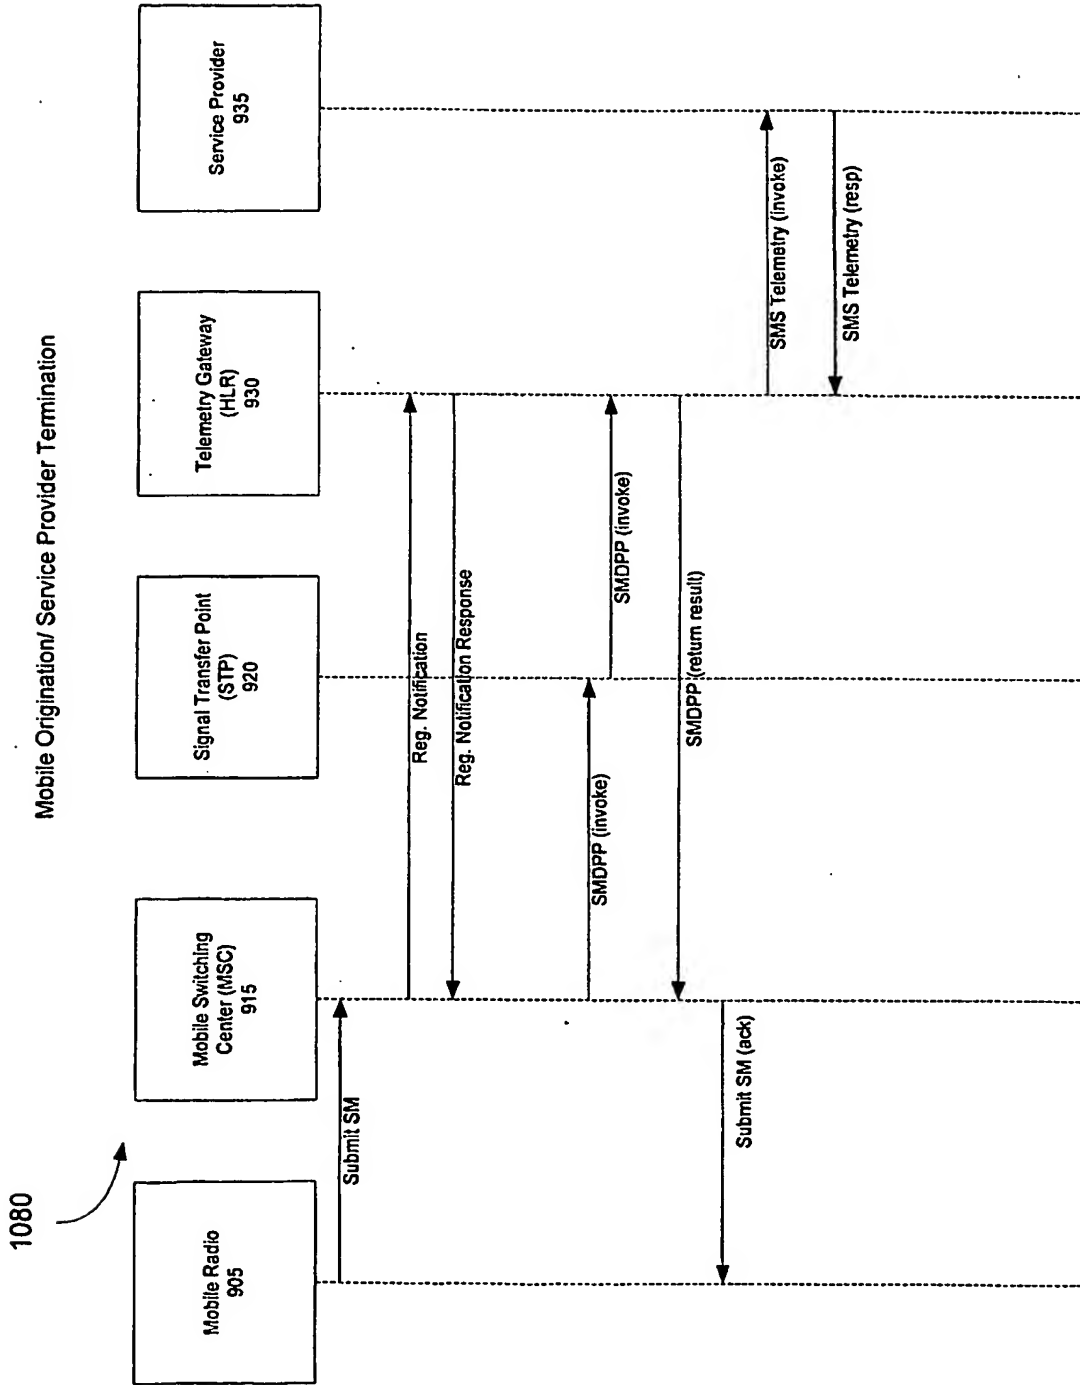 Mobile Origination/ Service Provider Termination
1080
Mobile Radio
905
Mobile Switching
Center (MSC)
915
Signal Transfer Point
(STP)
920
Telemetry Gateway
(HLR)
930
Service Provider
935
Submit SM
Reg. Notification
Reg. Notification Response
SMDPP (invoke)
SMDPP (invoke)
SMDPP (return result)
Submit SM (ack)
SMS Telemetry (invoke)
SMS Telemetry (resp)